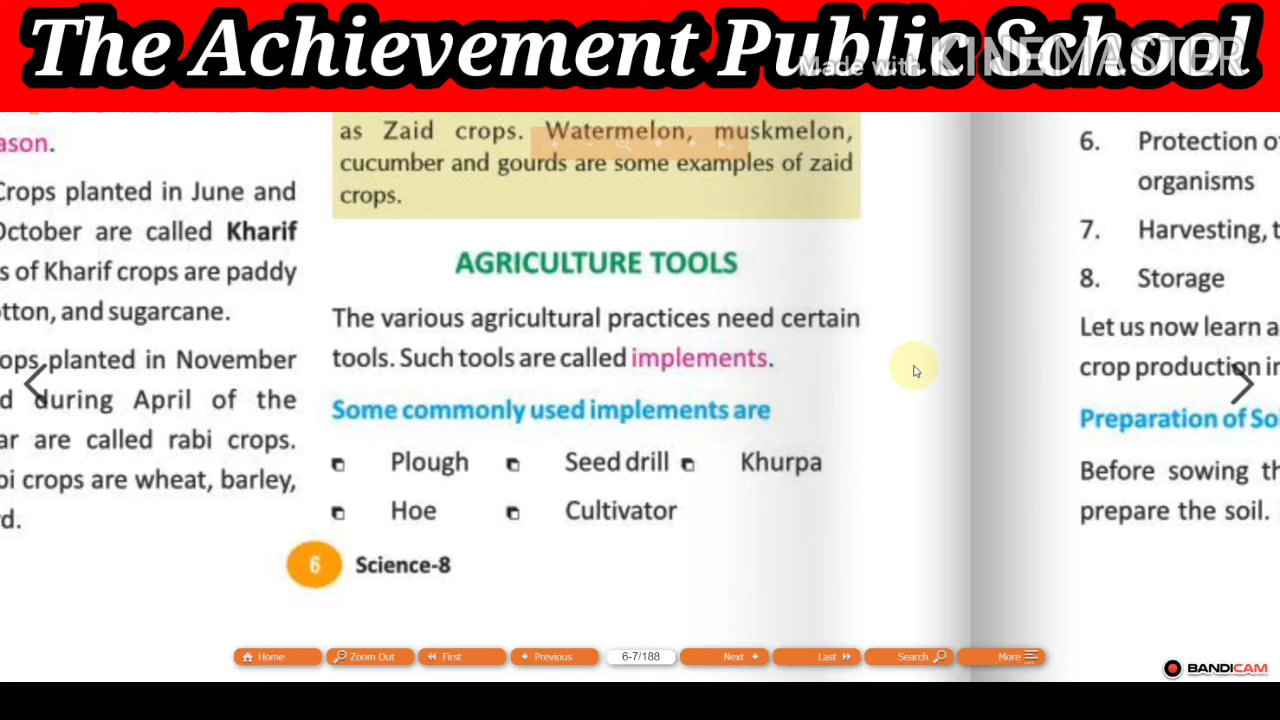 The Achievement Public School
Made with KINEMASTER
ason.
Crops planted in June and
October are called Kharif
s of Kharif crops are paddy
tton, and sugarcane.
ops planted in November
d during April of the
ar are called rabi crops.
bi crops are wheat, barley,
d.
as Zaid crops. Watermelon, muskmelon,
cucumber and gourds are some examples of zaid
crops.
AGRICULTURE TOOLS
The various agricultural practices need certain
tools. Such tools are called implements.
Some commonly used implements are
Plough Seed drill Khurpa
Hoe Cultivator
6 Science-8
6. Protection o
organisms
7. Harvesting, t
8. Storage
Let us now learn a
crop production i
Preparation of So
Before sowing th
prepare the soil.
Home Zoom Out First Previous 6-7/188 Next Last Search More
BANDICAM